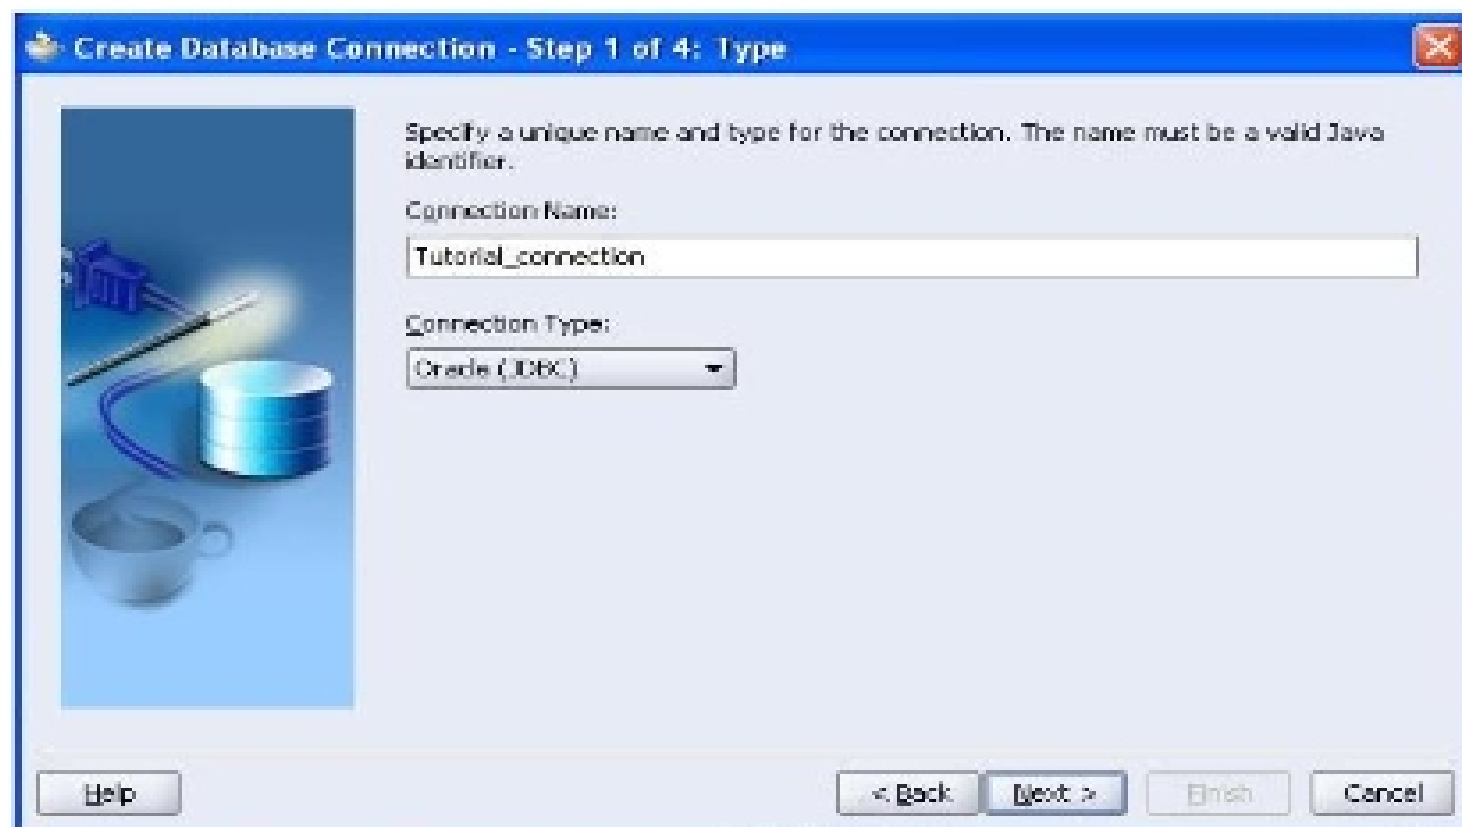 Create Database Connection - Step 1 of 4: Type
Specify a unique name and type for the connection. The name must be a valid Java
identifier.
Connection Name:
Tutorial_connection
Connection Type:
Oracle (JDBC)
Help
< Back
Next >
Finish
Cancel